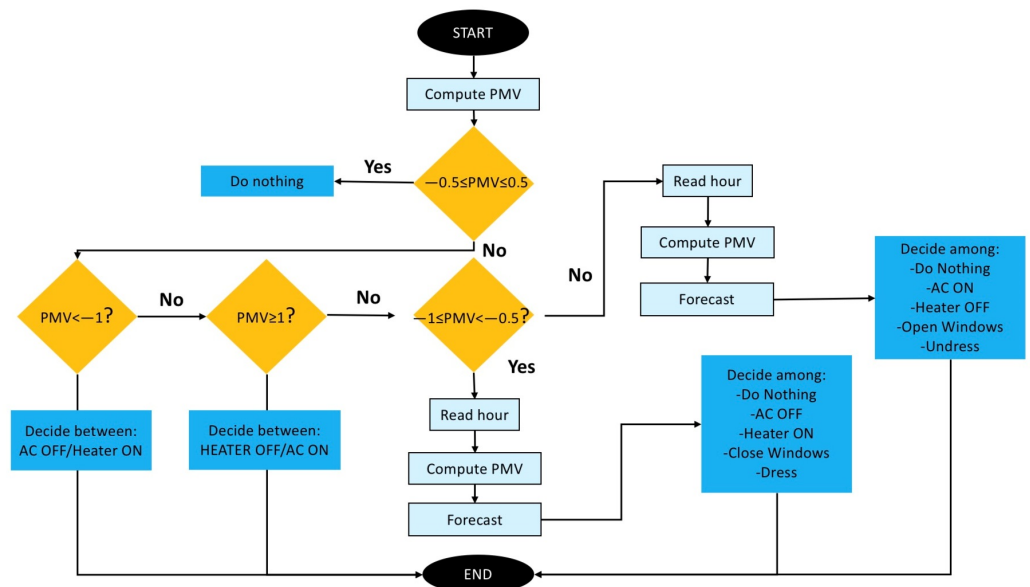 START
Compute PMV
−0.5≤PMV≤0.5
Yes
Do nothing
No
PMV<−1?
No
PMV≥1?
No
−1≤PMV<−0.5?
No
Yes
Read hour
Compute PMV
Forecast
Decide among:
-Do Nothing
-AC ON
-Heater OFF
-Open Windows
-Undress
Decide between:
AC OFF/Heater ON
Decide between:
HEATER OFF/AC ON
Read hour
Compute PMV
Forecast
Decide among:
-Do Nothing
-AC OFF
-Heater ON
-Close Windows
-Dress
END